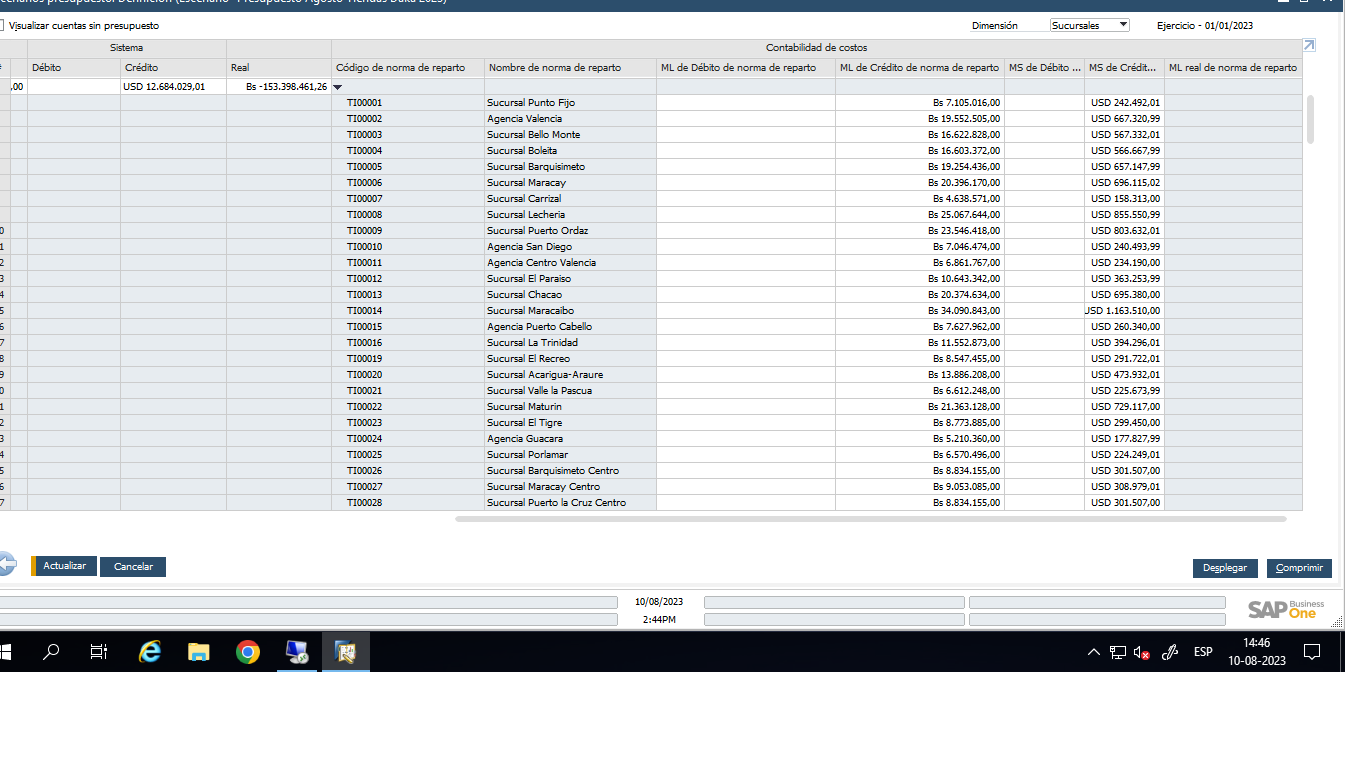 Visualizar cuentas sin presupuesto Dimensión Sucursales Ejercicio - 01/01/2023
Sistema Contabilidad de costos
Débito Crédito Real Código de norma de reparto Nombre de norma de reparto ML de Débito de norma de reparto ML de Crédito de norma de reparto MS de Débito ... MS de Crédit... ML real de norma de reparto
,00 USD 12.684.029,01 Bs -153.398.461,26
TI00001 Sucursal Punto Fijo Bs 7.105.016,00 USD 242.492,01
TI00002 Agencia Valencia Bs 19.552.505,00 USD 667.320,99
TI00003 Sucursal Bello Monte Bs 16.622.828,00 USD 567.332,01
TI00004 Sucursal Boleita Bs 16.603.372,00 USD 566.667,99
TI00005 Sucursal Barquisimeto Bs 19.254.436,00 USD 657.147,99
TI00006 Sucursal Maracay Bs 20.396.170,00 USD 696.115,02
TI00007 Sucursal Carrizal Bs 4.638.571,00 USD 158.313,00
TI00008 Sucursal Lecheria Bs 25.067.644,00 USD 855.550,99
0 TI00009 Sucursal Puerto Ordaz Bs 23.546.418,00 USD 803.632,01
1 TI00010 Agencia San Diego Bs 7.046.474,00 USD 240.493,99
2 TI00011 Agencia Centro Valencia Bs 6.861.767,00 USD 234.190,00
3 TI00012 Sucursal El Paraiso Bs 10.643.342,00 USD 363.253,99
4 TI00013 Sucursal Chacao Bs 20.374.634,00 USD 695.380,00
5 TI00014 Sucursal Maracaibo Bs 34.090.843,00 USD 1.163.510,00
6 TI00015 Agencia Puerto Cabello Bs 7.627.962,00 USD 260.340,00
7 TI00016 Sucursal La Trinidad Bs 11.552.873,00 USD 394.296,01
8 TI00019 Sucursal El Recreo Bs 8.547.455,00 USD 291.722,01
9 TI00020 Sucursal Acarigua-Araure Bs 13.886.208,00 USD 473.932,01
0 TI00021 Sucursal Valle la Pascua Bs 6.612.248,00 USD 225.673,99
1 TI00022 Sucursal Maturin Bs 21.363.128,00 USD 729.117,00
2 TI00023 Sucursal El Tigre Bs 8.773.885,00 USD 299.450,00
3 TI00024 Agencia Guacara Bs 5.210.360,00 USD 177.827,99
4 TI00025 Sucursal Porlamar Bs 6.570.496,00 USD 224.249,01
5 TI00026 Sucursal Barquisimeto Centro Bs 8.834.155,00 USD 301.507,00
6 TI00027 Sucursal Maracay Centro Bs 9.053.085,00 USD 308.979,01
7 TI00028 Sucursal Puerto la Cruz Centro Bs 8.834.155,00 USD 301.507,00
Actualizar Cancelar Desplegar Comprimir
10/08/2023
2:44PM
SAP Business One
ESP 14:46
10-08-2023